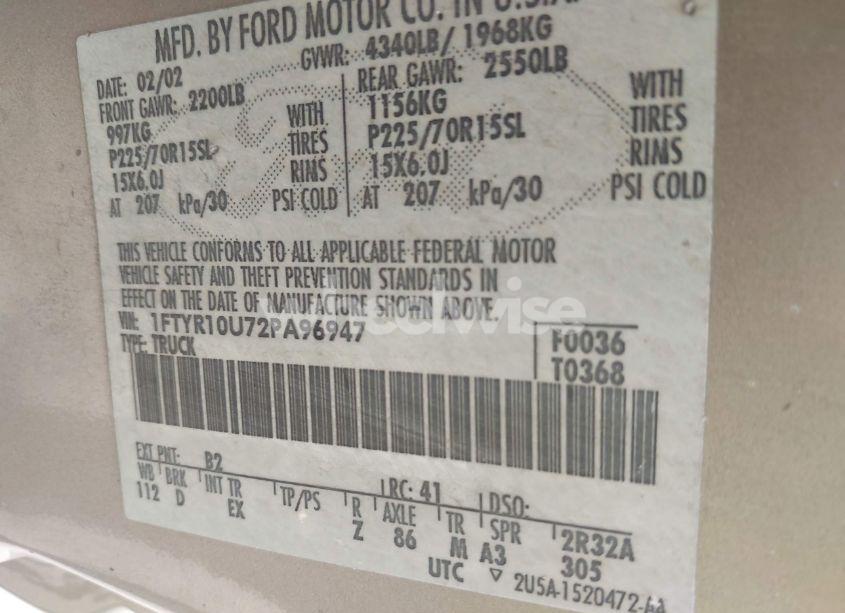 MFD. BY FORD MOTOR CO. IN U.S.A.
DATE: 02/02 GVWR: 4340LB/ 1968KG
FRONT GAWR: 2200LB REAR GAWR: 2550LB
997KG WITH 1156KG WITH
P225/70R15SL TIRES P225/70R15SL TIRES
15X6.0J RIMS 15X6.0J RIMS
AT 207 kPa/30 PSI COLD AT 207 kPa/30 PSI COLD
THIS VEHICLE CONFORMS TO ALL APPLICABLE FEDERAL MOTOR
VEHICLE SAFETY AND THEFT PREVENTION STANDARDS IN
EFFECT ON THE DATE OF MANUFACTURE SHOWN ABOVE.
VIN: 1FTYR10U72PA96947 F0036
TYPE: TRUCK T0368
EXT PNT: B2 RC: 41 DSO:
WB BRK INT TR TP/PS R AXLE TR SPR 2R32A
112 D EX Z 86 M A3 305
UTC ▽ 2U5A-1520472-AA